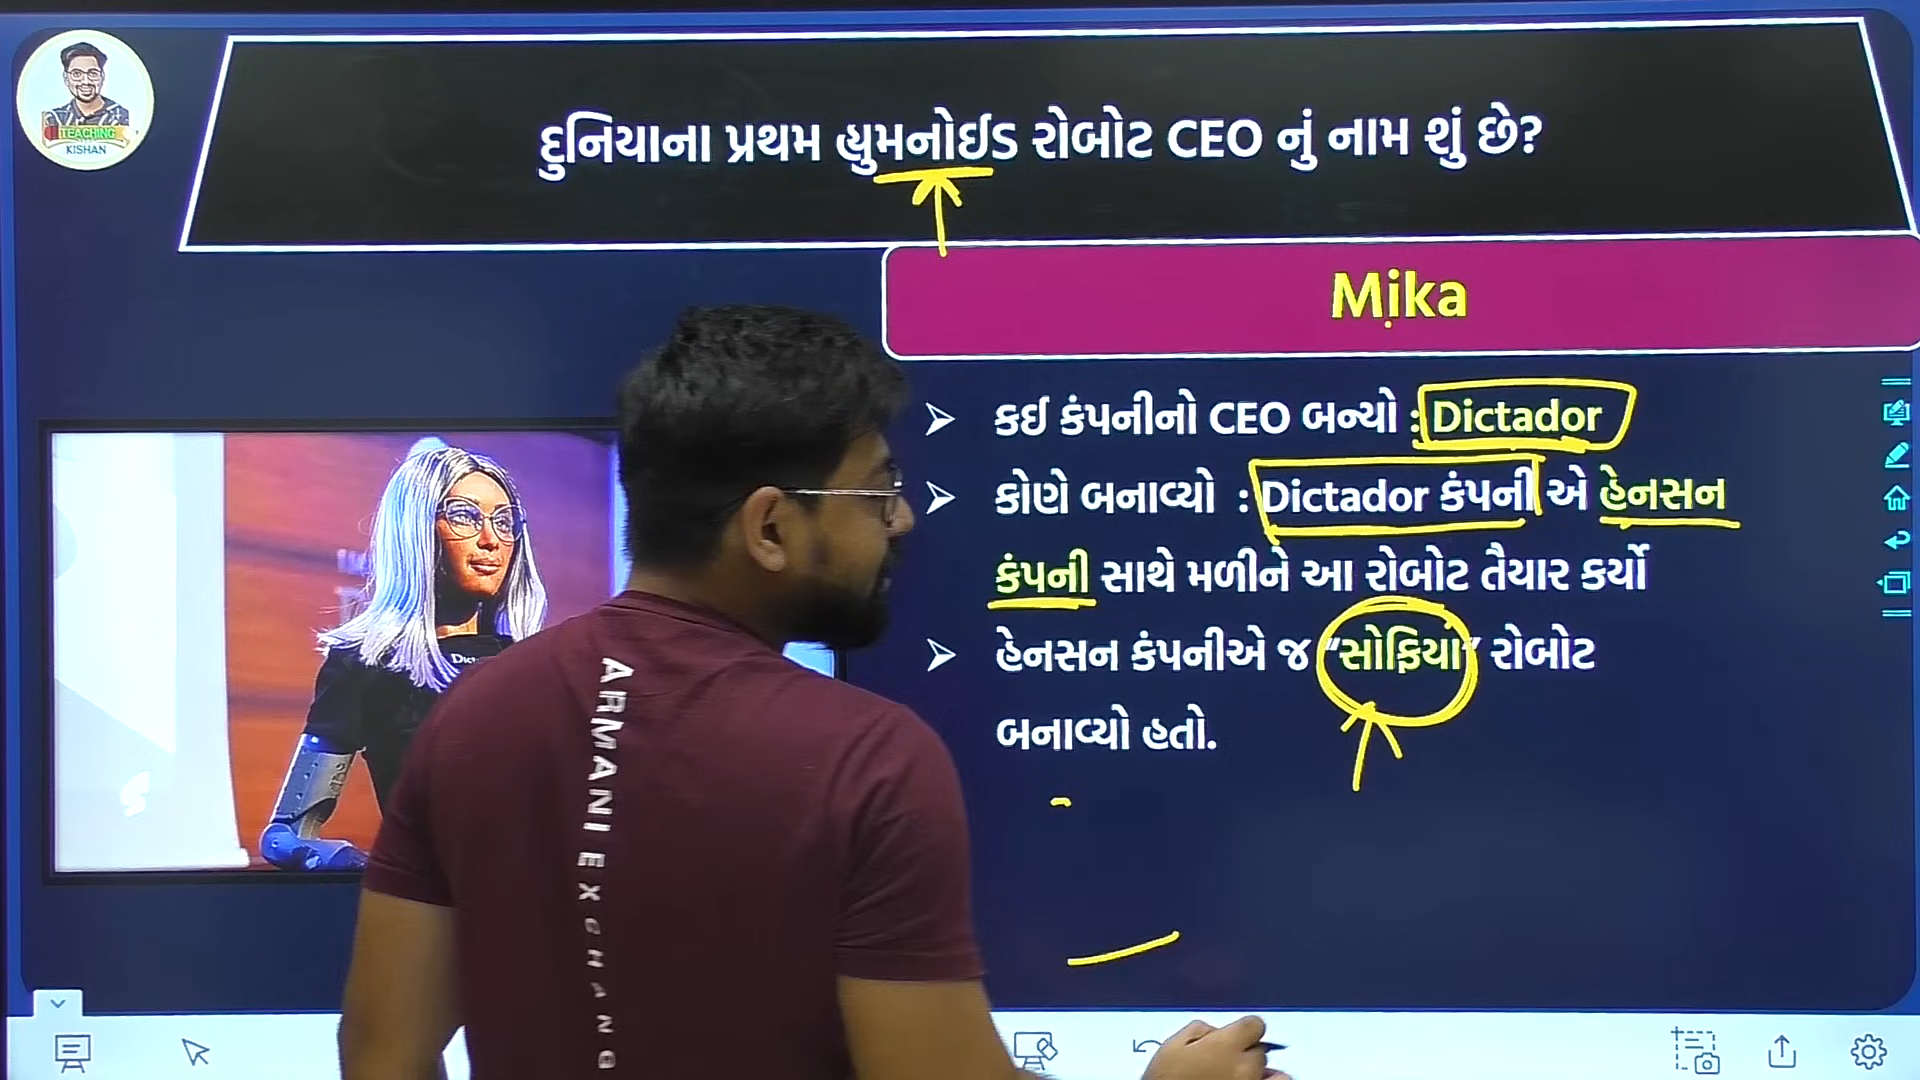 TEACHING
KISHAN
દુનિયાના પ્રથમ હ્યુમનોઈડ રોબોટ CEO નું નામ શું છે?
Mika
➢ કઈ કંપનીનો CEO બન્યો : Dictador
➢ કોણે બનાવ્યો : Dictador કંપની એ હેનસન
કંપની સાથે મળીને આ રોબોટ તૈયાર કર્યો
➢ હેનસન કંપનીએ જ "સોફિયા" રોબોટ
બનાવ્યો હતો.
ARMANI EXCHANG